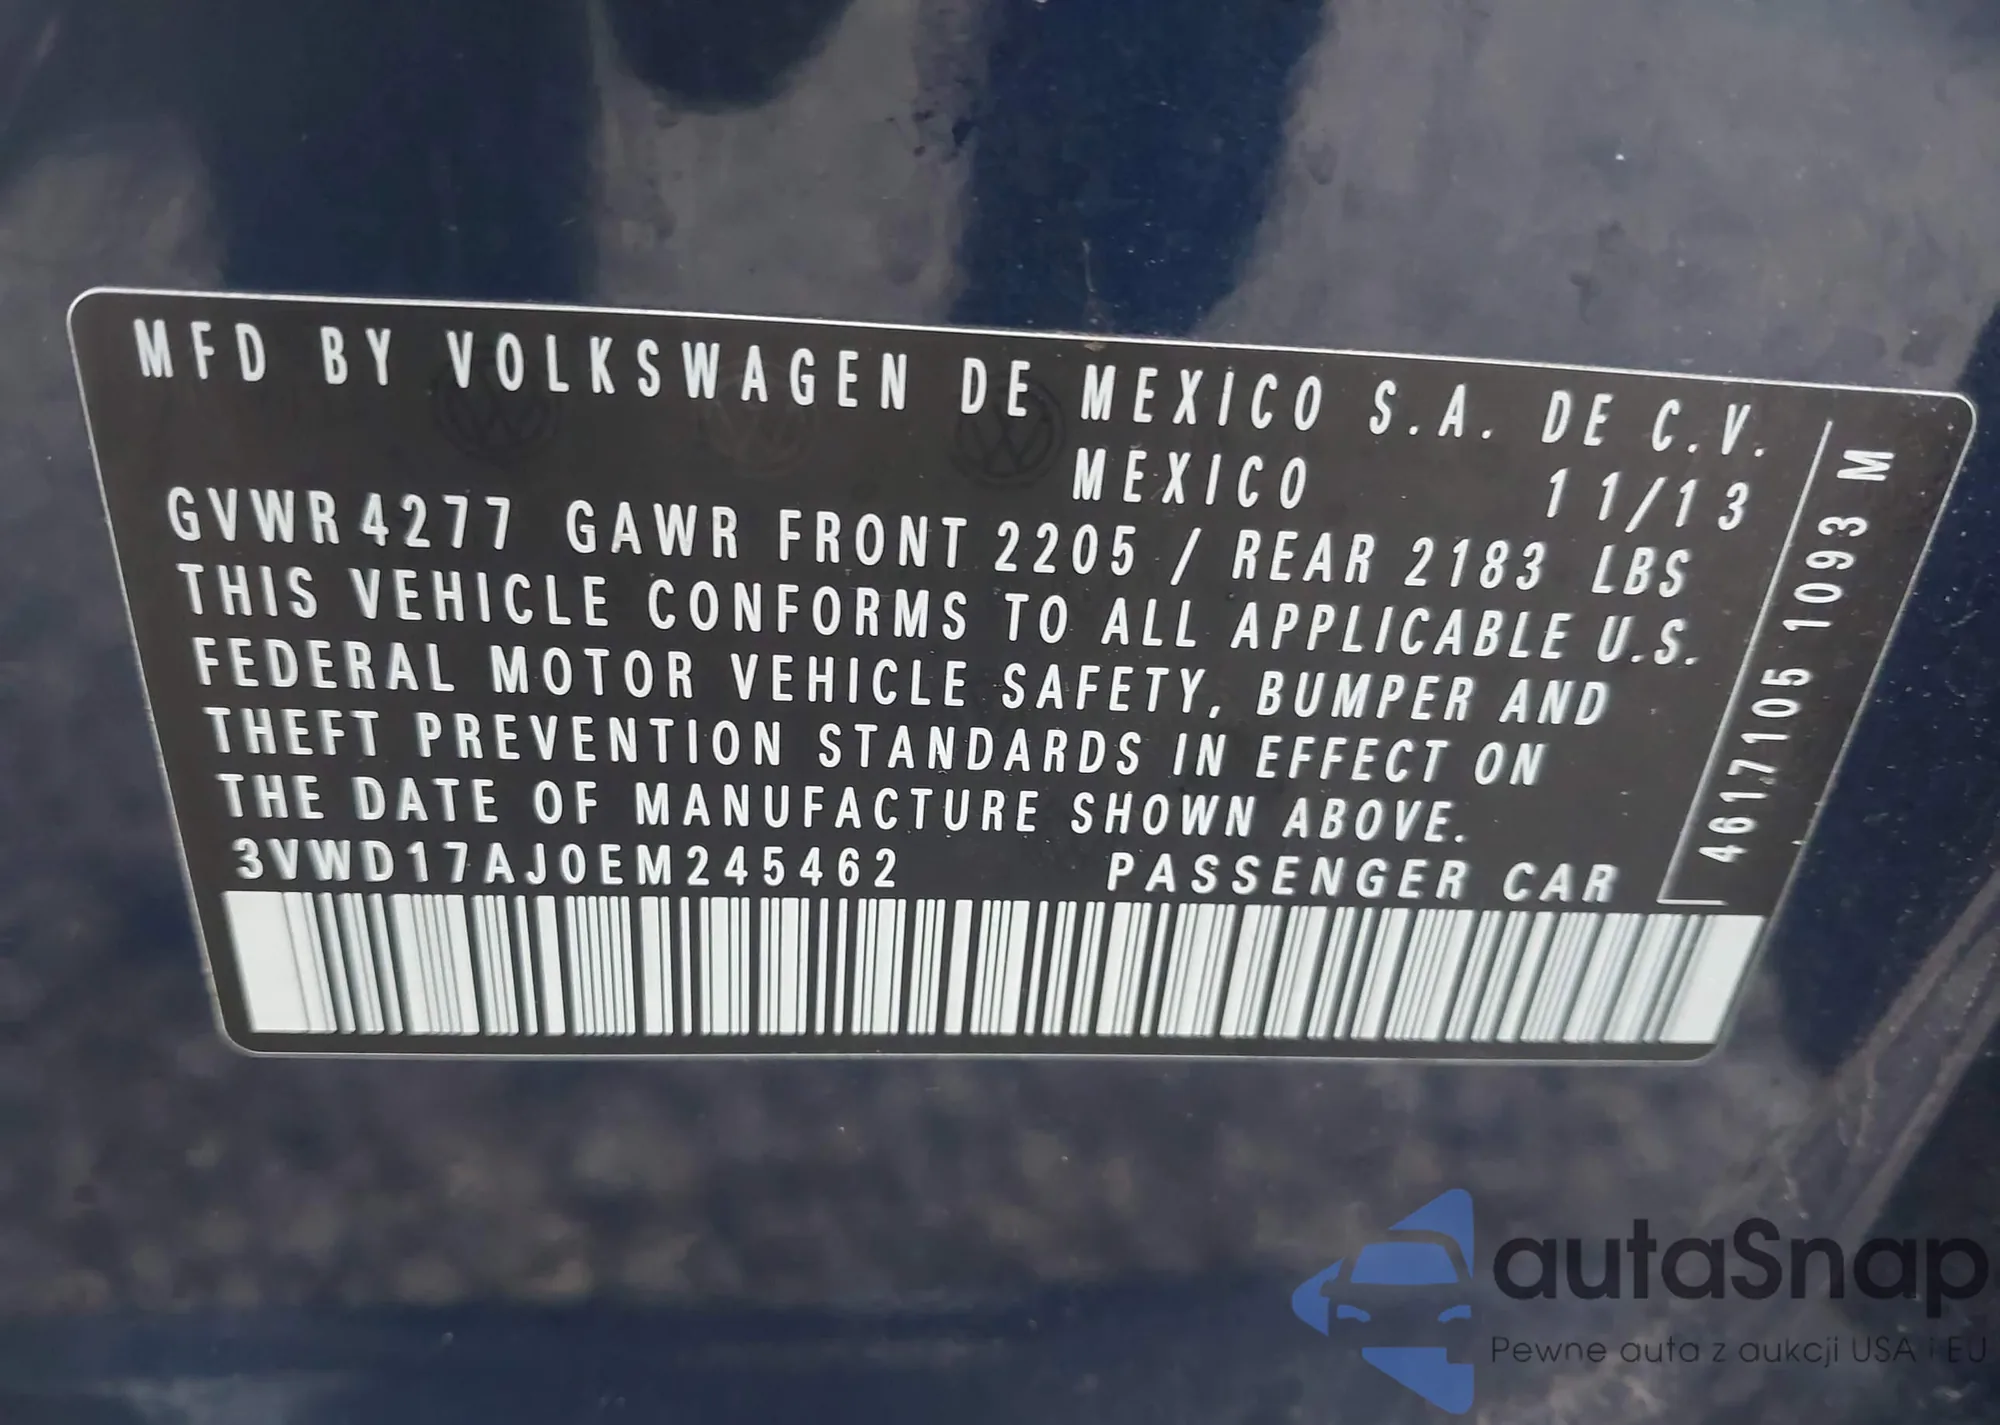 MFD BY VOLKSWAGEN DE MEXICO S.A. DE C.V.
MEXICO 11/13
GVWR 4277 GAWR FRONT 2205 / REAR 2183 LBS
THIS VEHICLE CONFORMS TO ALL APPLICABLE U.S.
FEDERAL MOTOR VEHICLE SAFETY, BUMPER AND
THEFT PREVENTION STANDARDS IN EFFECT ON
THE DATE OF MANUFACTURE SHOWN ABOVE.
3VWD17AJ0EM245462 PASSENGER CAR
4617105 1093 M
autaSnap
Pewne auta z aukcji USA i EU